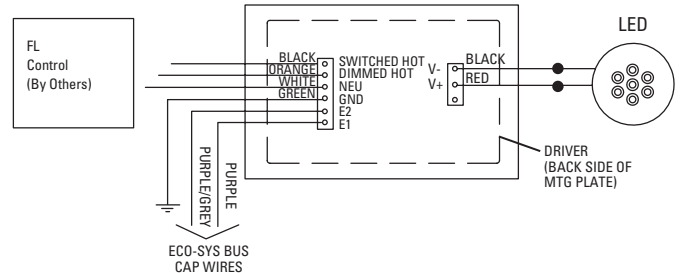 FL
Control
(By Others)
BLACK
ORANGE
WHITE
GREEN
SWITCHED HOT
DIMMED HOT
NEU
GND
E2
E1
V-
V+
BLACK
RED
LED
DRIVER
(BACK SIDE OF
MTG PLATE)
PURPLE/GREY
PURPLE
ECO-SYS BUS
CAP WIRES